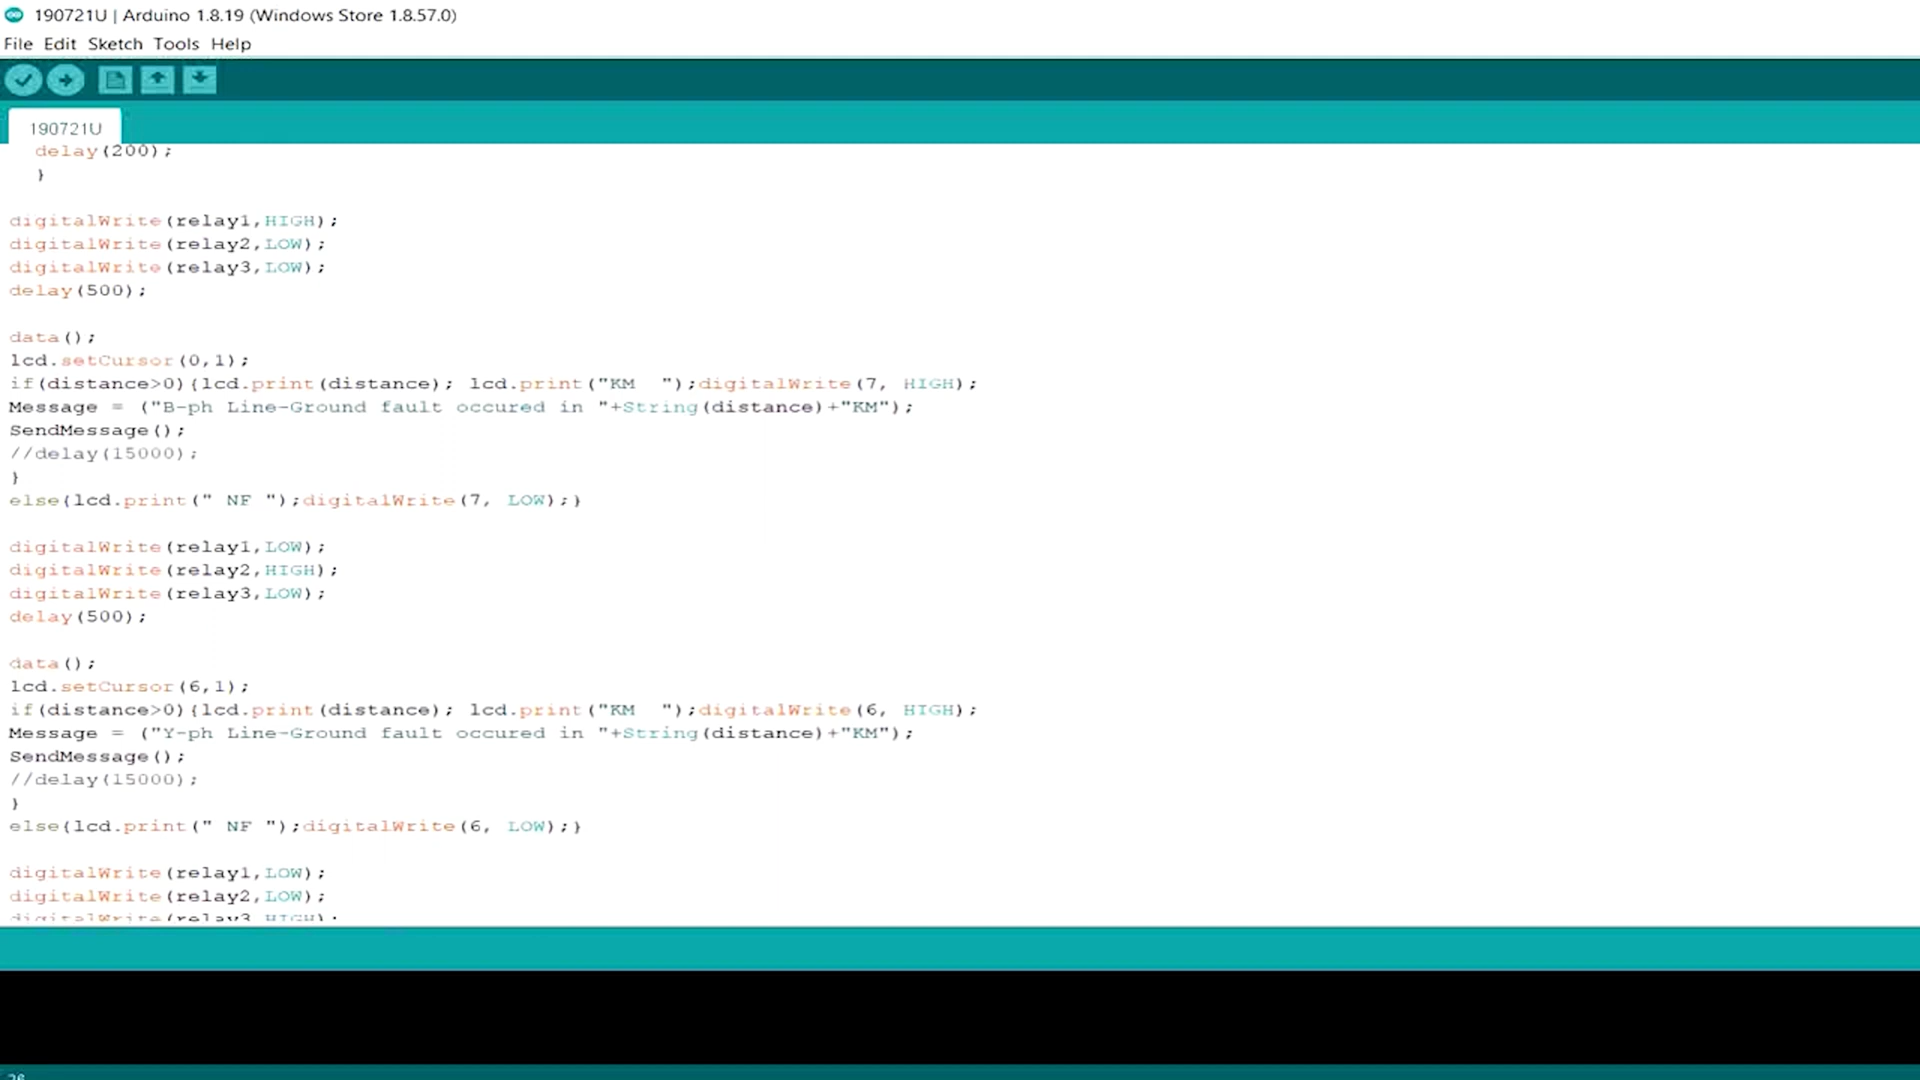 190721U | Arduino 1.8.19 (Windows Store 1.8.57.0)
File Edit Sketch Tools Help
190721U
delay(200);
}
digitalWrite(relay1,HIGH);
digitalWrite(relay2,LOW);
digitalWrite(relay3,LOW);
delay(500);
data();
lcd.setCursor(0,1);
if(distance>0){lcd.print(distance); lcd.print("KM  ");digitalWrite(7, HIGH);
Message = ("B-ph Line-Ground fault occured in "+String(distance)+"KM");
SendMessage();
//delay(15000);
}
else{lcd.print(" NF ");digitalWrite(7, LOW);}
digitalWrite(relay1,LOW);
digitalWrite(relay2,HIGH);
digitalWrite(relay3,LOW);
delay(500);
data();
lcd.setCursor(6,1);
if(distance>0){lcd.print(distance); lcd.print("KM  ");digitalWrite(6, HIGH);
Message = ("Y-ph Line-Ground fault occured in "+String(distance)+"KM");
SendMessage();
//delay(15000);
}
else{lcd.print(" NF ");digitalWrite(6, LOW);}
digitalWrite(relay1,LOW);
digitalWrite(relay2,LOW);
digitalWrite(relay3,HIGH);